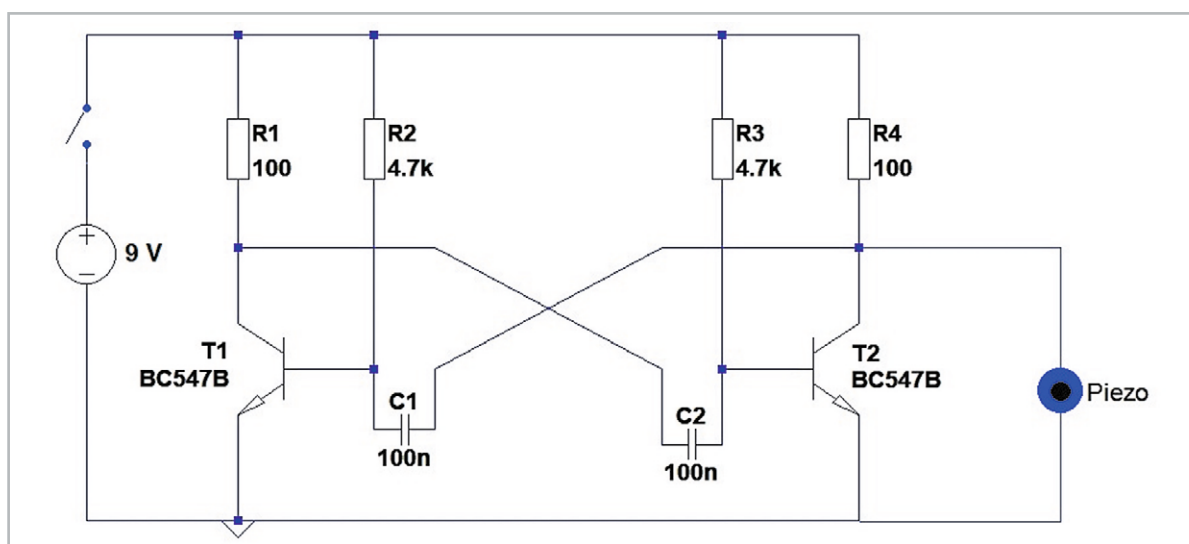 R1
100
R2
4.7k
R3
4.7k
R4
100
+
−
9 V
T1
BC547B
C1
100n
C2
100n
T2
BC547B
Piezo